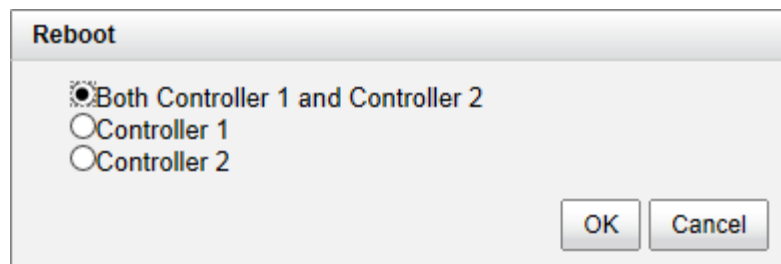 Reboot
Both Controller 1 and Controller 2
Controller 1
Controller 2
OK Cancel